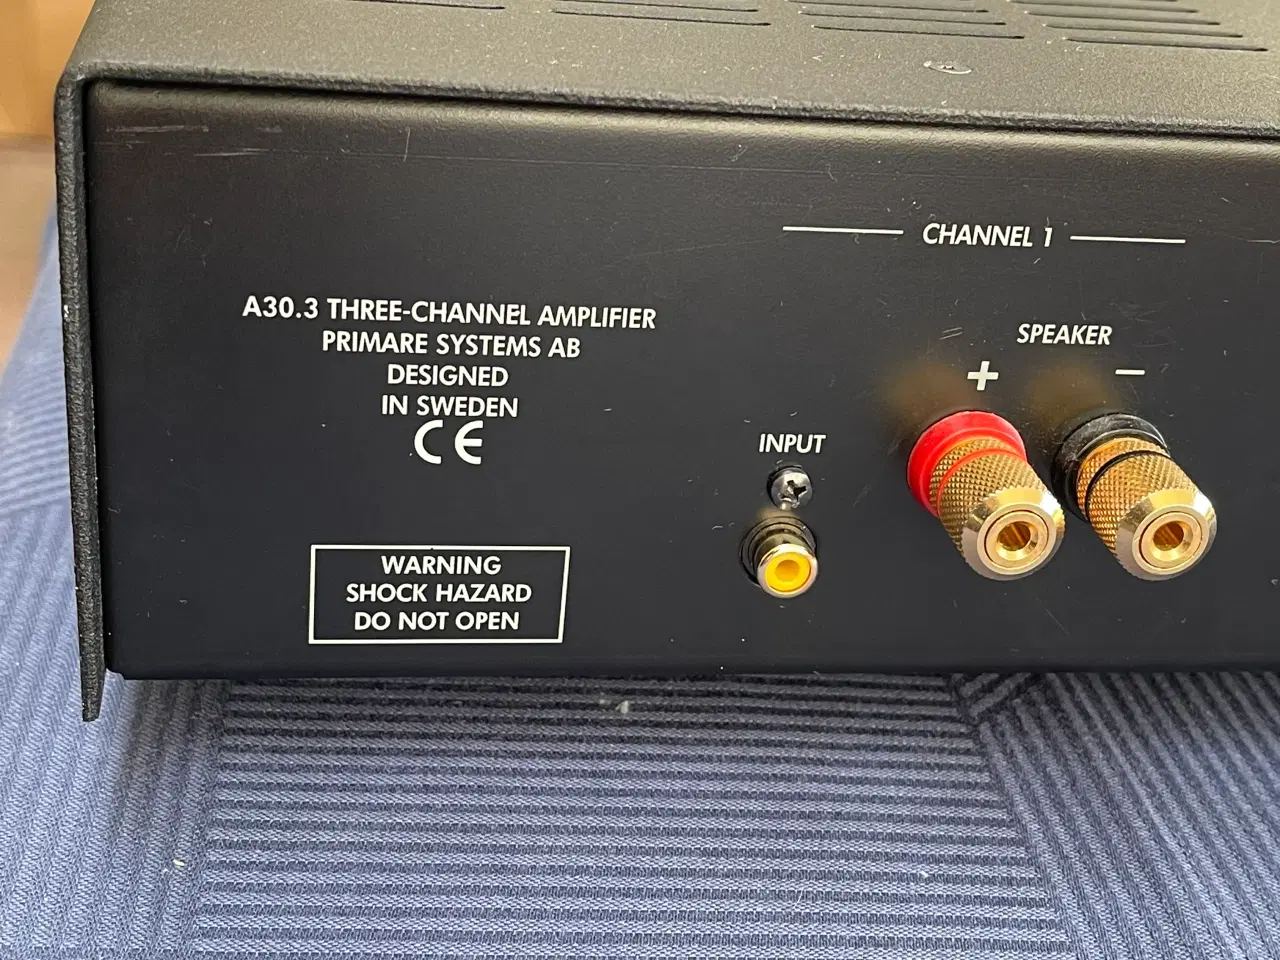 A30.3 THREE-CHANNEL AMPLIFIER
PRIMARE SYSTEMS AB
DESIGNED
IN SWEDEN
CE
WARNING
SHOCK HAZARD
DO NOT OPEN
CHANNEL 1
SPEAKER
+ −
INPUT